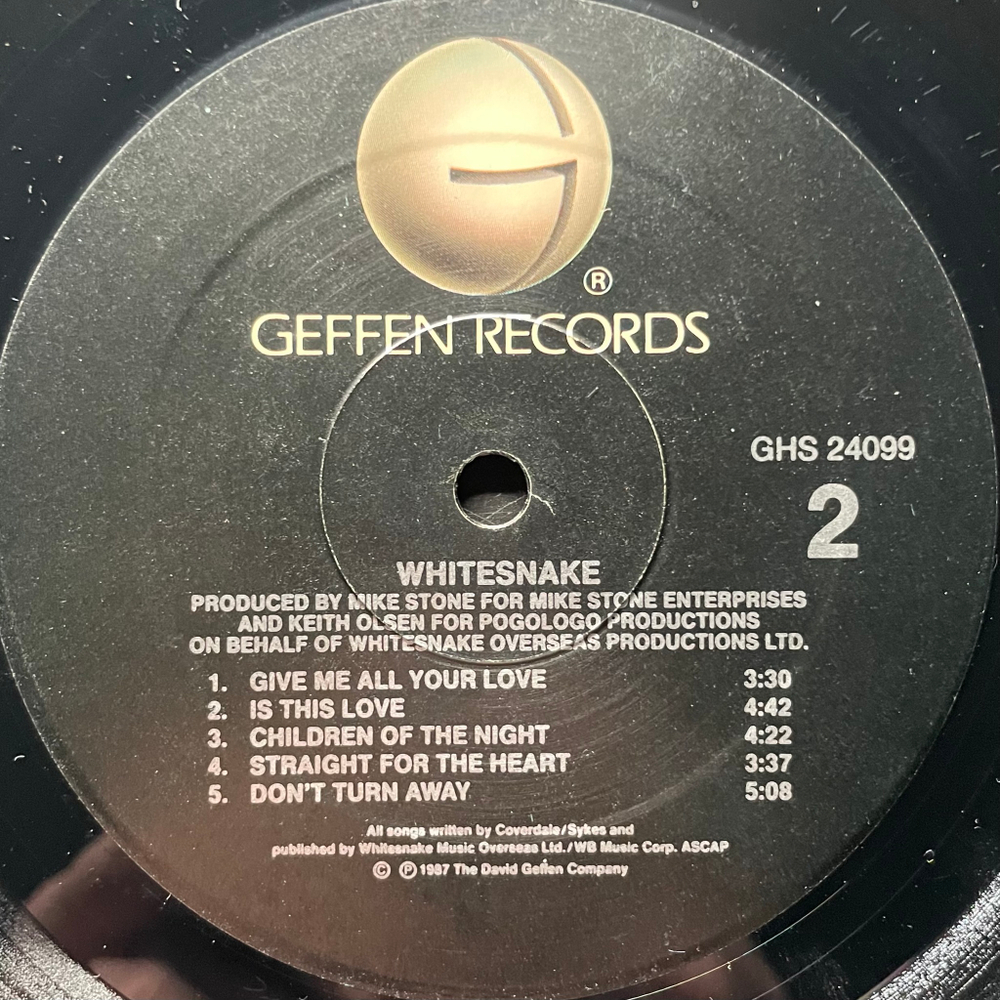 ®
GEFFEN RECORDS
GHS 24099
2
WHITESNAKE
PRODUCED BY MIKE STONE FOR MIKE STONE ENTERPRISES
AND KEITH OLSEN FOR POGOLOGO PRODUCTIONS
ON BEHALF OF WHITESNAKE OVERSEAS PRODUCTIONS LTD.
1. GIVE ME ALL YOUR LOVE 3:30
2. IS THIS LOVE 4:42
3. CHILDREN OF THE NIGHT 4:22
4. STRAIGHT FOR THE HEART 3:37
5. DON'T TURN AWAY 5:08
All songs written by Coverdale/Sykes and
published by Whitesnake Music Overseas Ltd./WB Music Corp. ASCAP
© ℗ 1987 The David Geffen Company